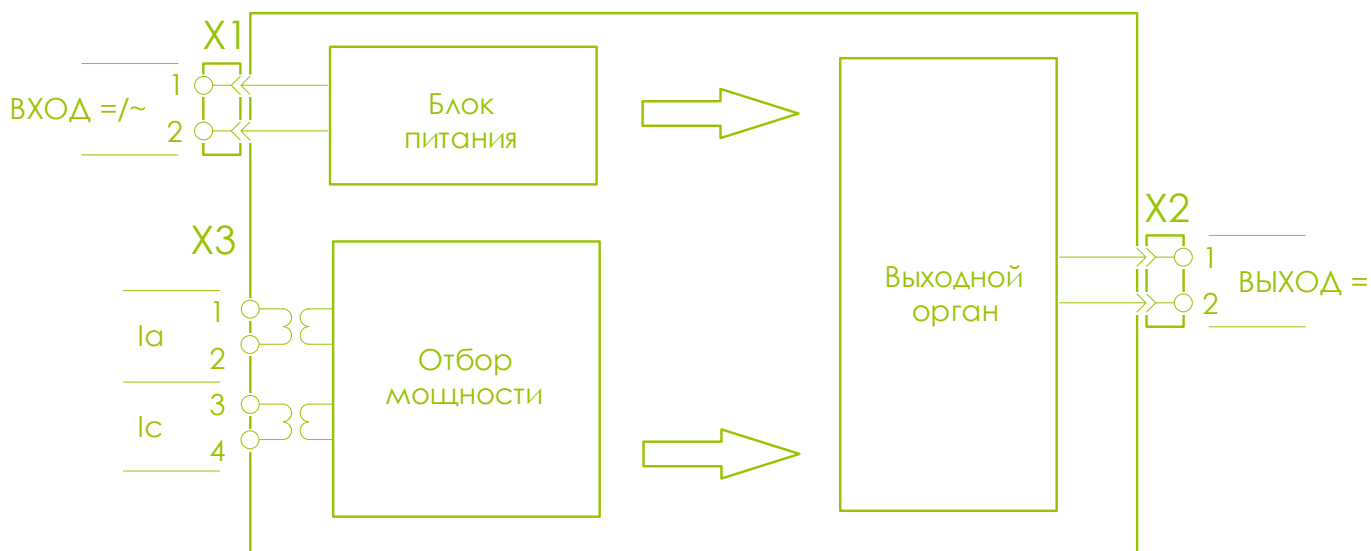 X1
1
ВХОД =/~
2
Блок
питания
X3
1
Ia
2
3
Ic
4
Отбор
мощности
Выходной
орган
X2
1
ВЫХОД =
2